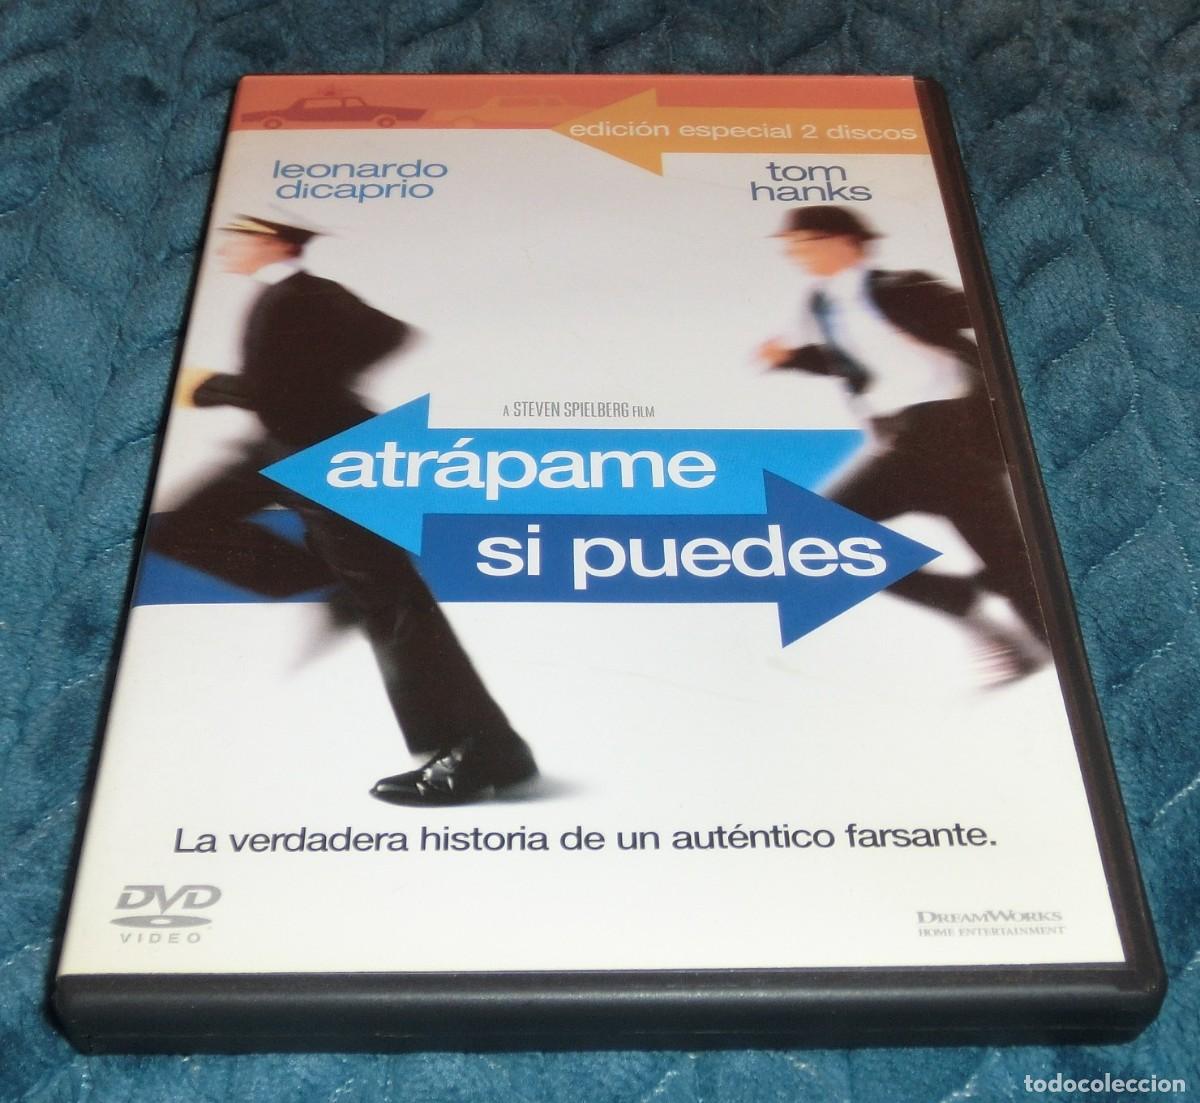 edición especial 2 discos
leonardo
dicaprio
tom
hanks
A STEVEN SPIELBERG FILM
atrápame
si puedes
La verdadera historia de un auténtico farsante.
DVD
VIDEO
DREAMWORKS
HOME ENTERTAINMENT
todocoleccion